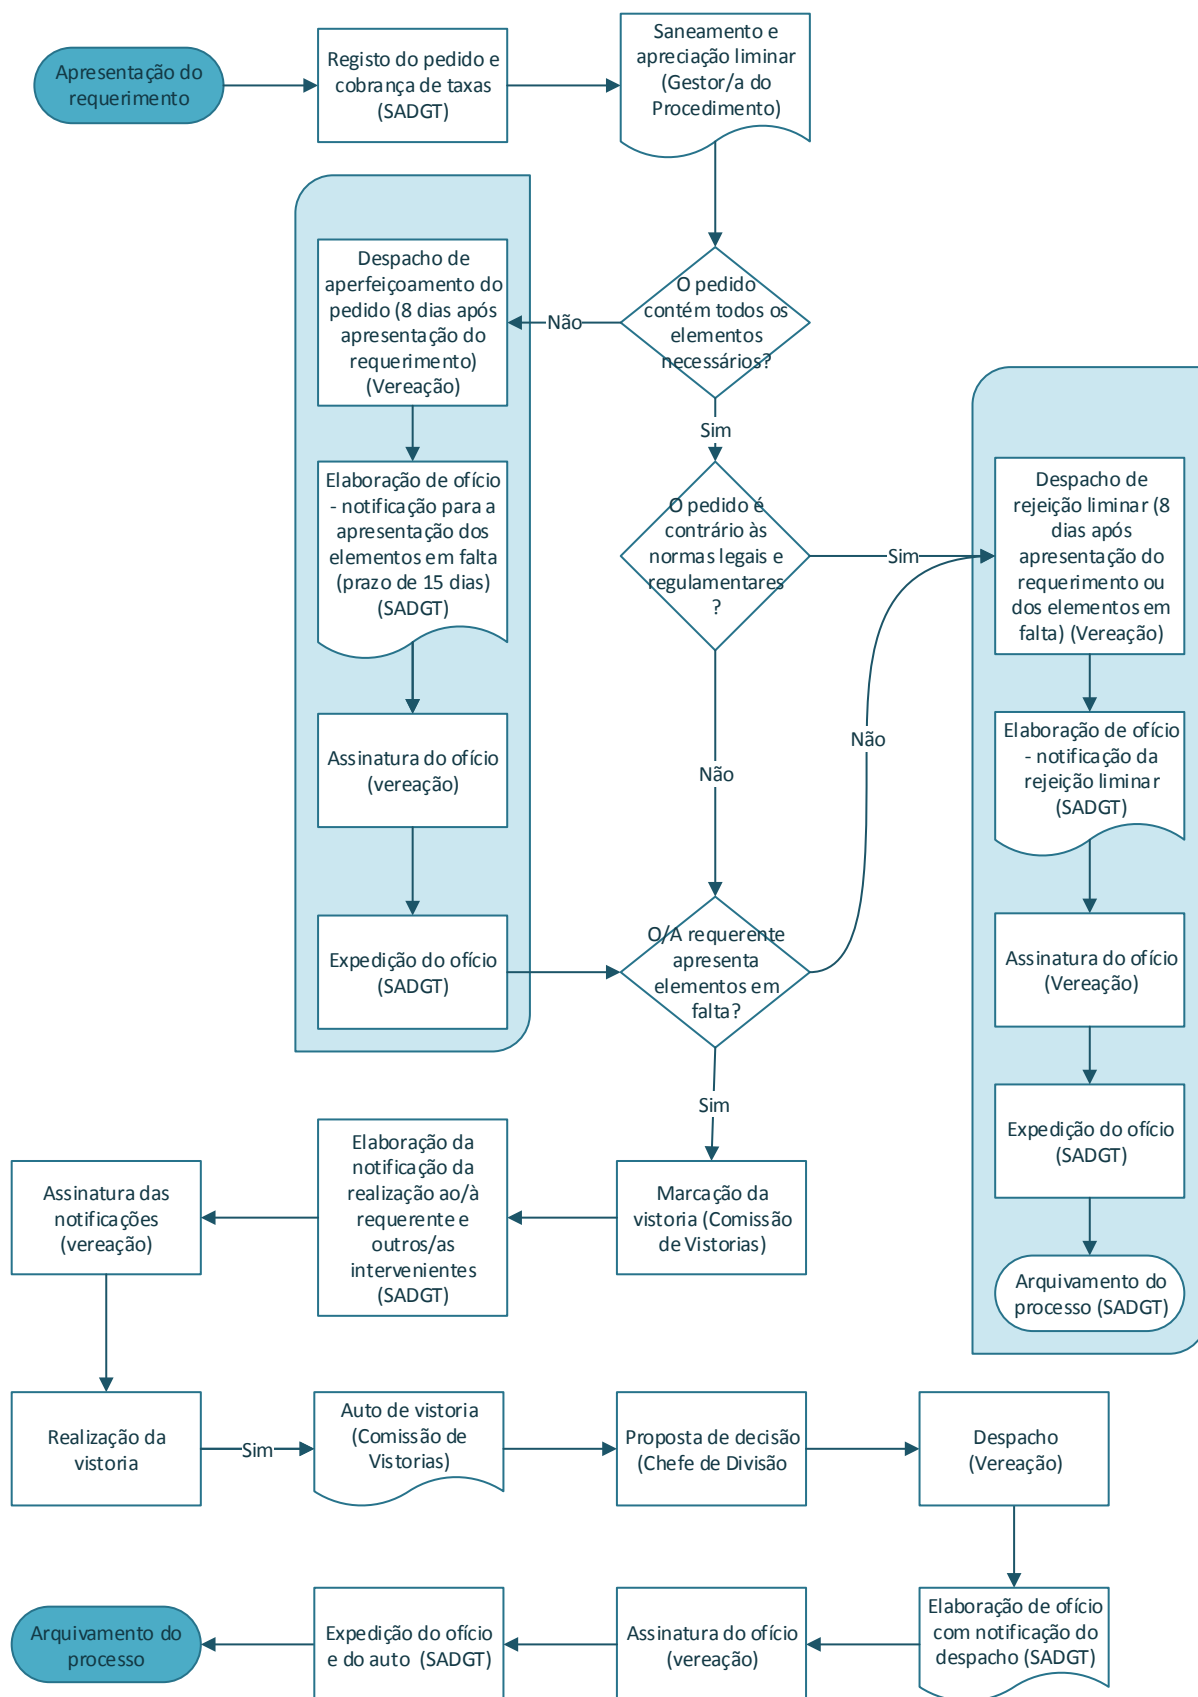 Apresentação do
requerimento
Registo do pedido e
cobrança de taxas
(SADGT)
Saneamento e
apreciação liminar
(Gestor/a do
Procedimento)
O pedido
contém todos os
elementos
necessários?
Não
Sim
Despacho de
aperfeiçoamento do
pedido (8 dias após
apresentação do
requerimento)
(Vereação)
Elaboração de ofício
- notificação para a
apresentação dos
elementos em falta
(prazo de 15 dias)
(SADGT)
Assinatura do ofício
(vereação)
Expedição do ofício
(SADGT)
O pedido é
contrário às
normas legais e
regulamentares
?
Sim
Não
Despacho de
rejeição liminar (8
dias após
apresentação do
requerimento ou
dos elementos em
falta) (Vereação)
Elaboração de ofício
- notificação da
rejeição liminar
(SADGT)
Assinatura do ofício
(Vereação)
Expedição do ofício
(SADGT)
Arquivamento do
processo (SADGT)
O/A requerente
apresenta
elementos em
falta?
Não
Sim
Marcação da
vistoria (Comissão
de Vistorias)
Elaboração da
notificação da
realização ao/à
requerente e
outros/as
intervenientes
(SADGT)
Assinatura das
notificações
(vereação)
Realização da
vistoria
Sim
Auto de vistoria
(Comissão de
Vistorias)
Proposta de decisão
(Chefe de Divisão
Despacho
(Vereação)
Elaboração de ofício
com notificação do
despacho (SADGT)
Assinatura do ofício
(vereação)
Expedição do ofício
e do auto (SADGT)
Arquivamento do
processo